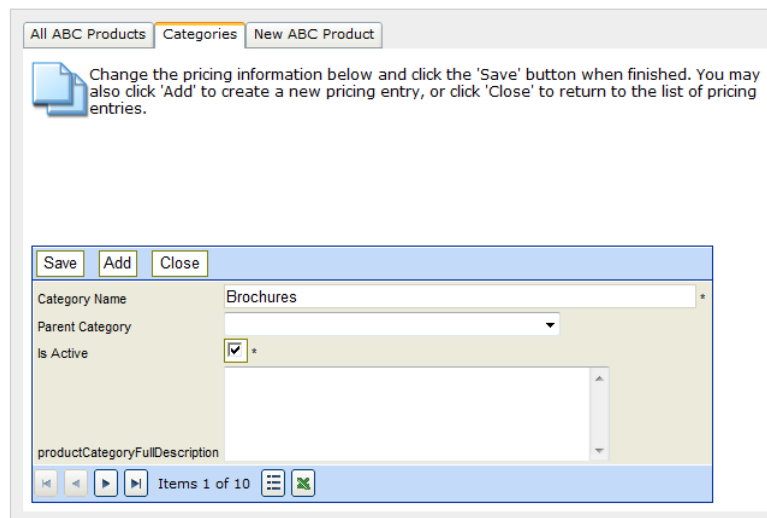 All ABC Products Categories New ABC Product
Change the pricing information below and click the 'Save' button when finished. You may
also click 'Add' to create a new pricing entry, or click 'Close' to return to the list of pricing
entries.
Save Add Close
Category Name Brochures *
Parent Category
Is Active *
productCategoryFullDescription
Items 1 of 10